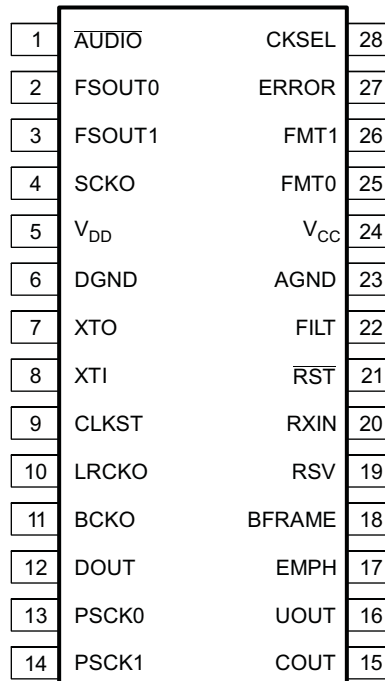 1 A̅U̅D̅I̅O̅ CKSEL 28
2 FSOUT0 ERROR 27
3 FSOUT1 FMT1 26
4 SCKO FMT0 25
5 VDD VCC 24
6 DGND AGND 23
7 XTO FILT 22
8 XTI R̅S̅T̅ 21
9 CLKST RXIN 20
10 LRCKO RSV 19
11 BCKO BFRAME 18
12 DOUT EMPH 17
13 PSCK0 UOUT 16
14 PSCK1 COUT 15